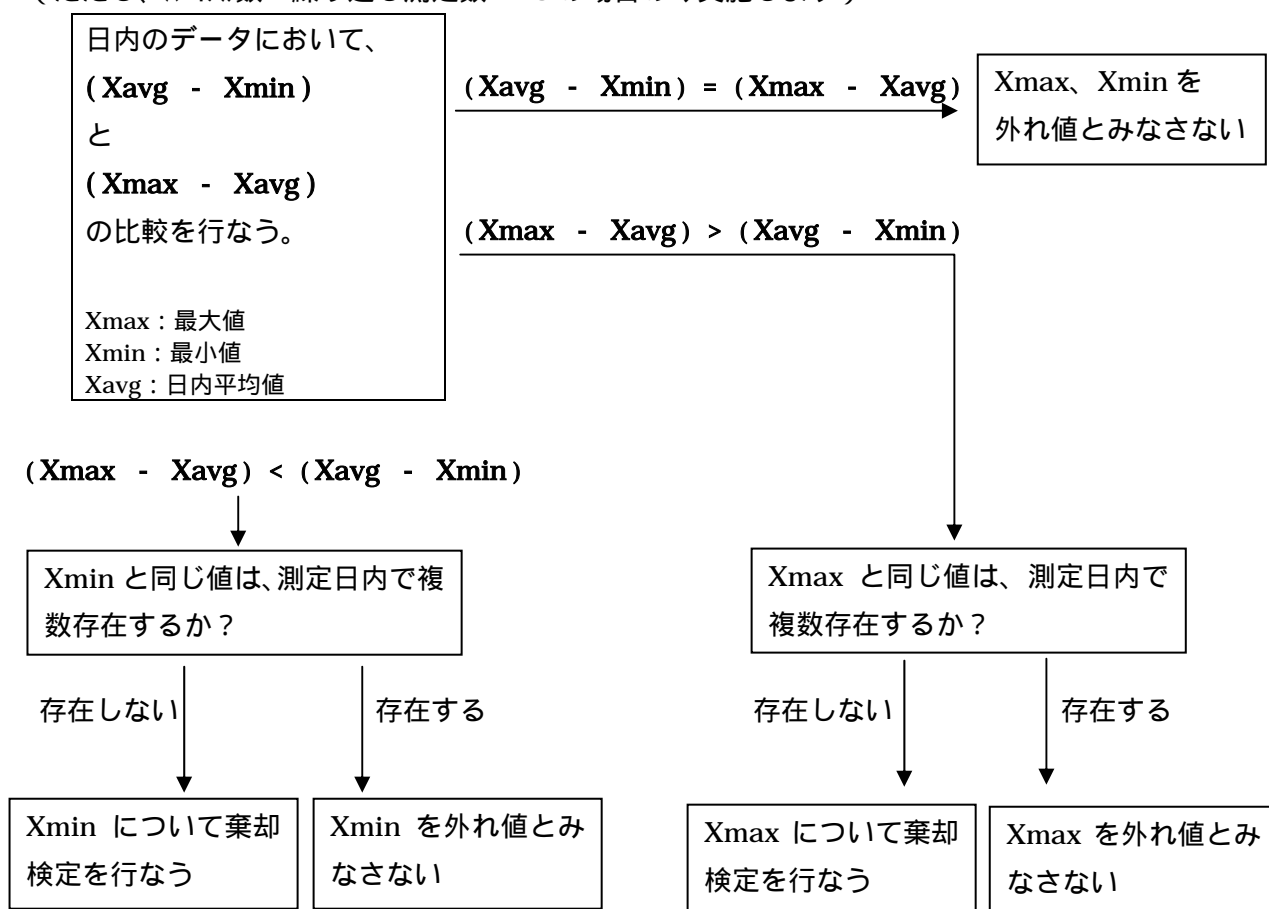 日内のデータにおいて、
(Xavg - Xmin)
と
(Xmax - Xavg)
の比較を行なう。
Xmax：最大値
Xmin：最小値
Xavg：日内平均値
(Xavg - Xmin) = (Xmax - Xavg)
Xmax、Xmin を
外れ値とみなさない
(Xmax - Xavg) > (Xavg - Xmin)
(Xmax - Xavg) < (Xavg - Xmin)
Xmin と同じ値は、測定日内で複
数存在するか？
Xmax と同じ値は、測定日内で
複数存在するか？
存在しない
存在する
存在しない
存在する
Xmin について棄却
検定を行なう
Xmin を外れ値とみ
なさない
Xmax について棄却
検定を行なう
Xmax を外れ値とみ
なさない